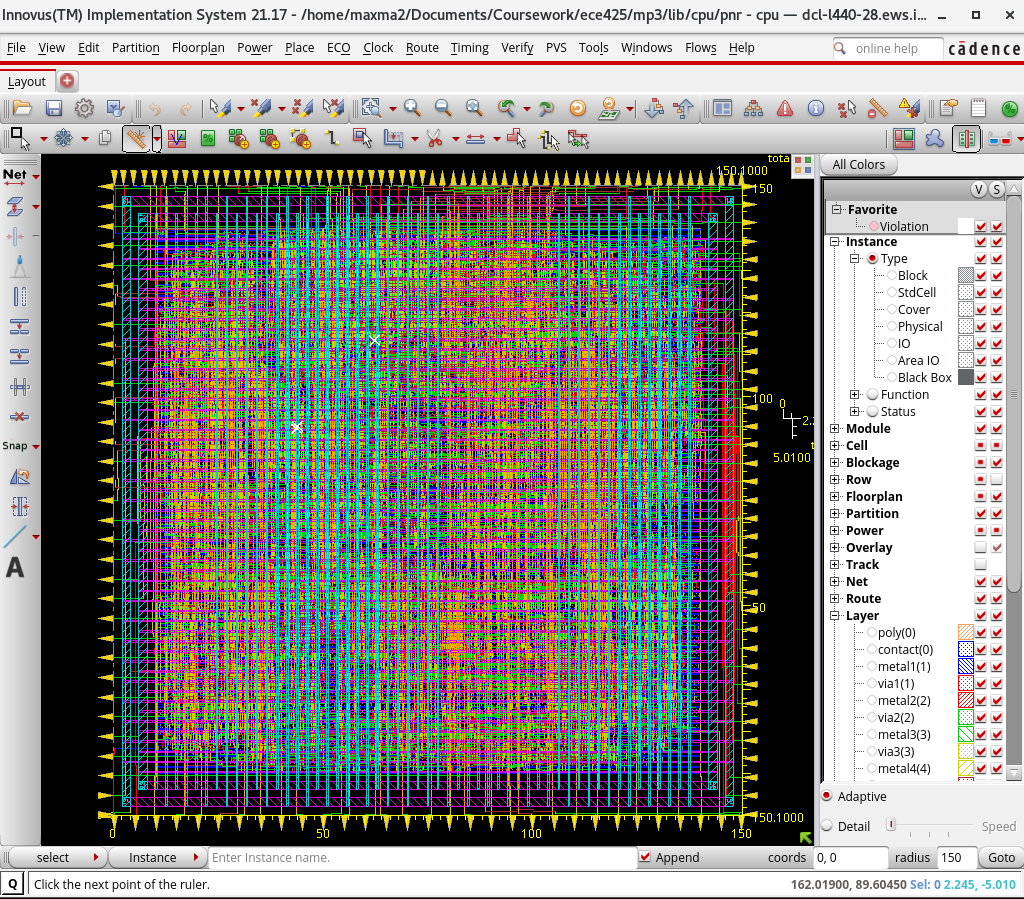 Innovus(TM) Implementation System 21.17 - /home/maxma2/Documents/Coursework/ece425/mp3/lib/cpu/pnr - cpu — dcl-l440-28.ews.i...
File View Edit Partition Floorplan Power Place ECO Clock Route Timing Verify PVS Tools Windows Flows Help
online help
cādence
Layout
All Colors
Net
Snap
A
tota
150.1000
150
100
0
2.
5.0100
50
150.1000
0
50
100
150
V S
Favorite
Violation
Instance
Type
Block
StdCell
Cover
Physical
IO
Area IO
Black Box
Function
Status
Module
Cell
Blockage
Row
Floorplan
Partition
Power
Overlay
Track
Net
Route
Layer
poly(0)
contact(0)
metal1(1)
via1(1)
metal2(2)
via2(2)
metal3(3)
via3(3)
metal4(4)
Adaptive
Detail
Speed
select
Instance
Enter Instance name.
Append
coords
0, 0
radius
150
Goto
Q
Click the next point of the ruler.
162.01900, 89.60450 Sel: 0 2.245, -5.010